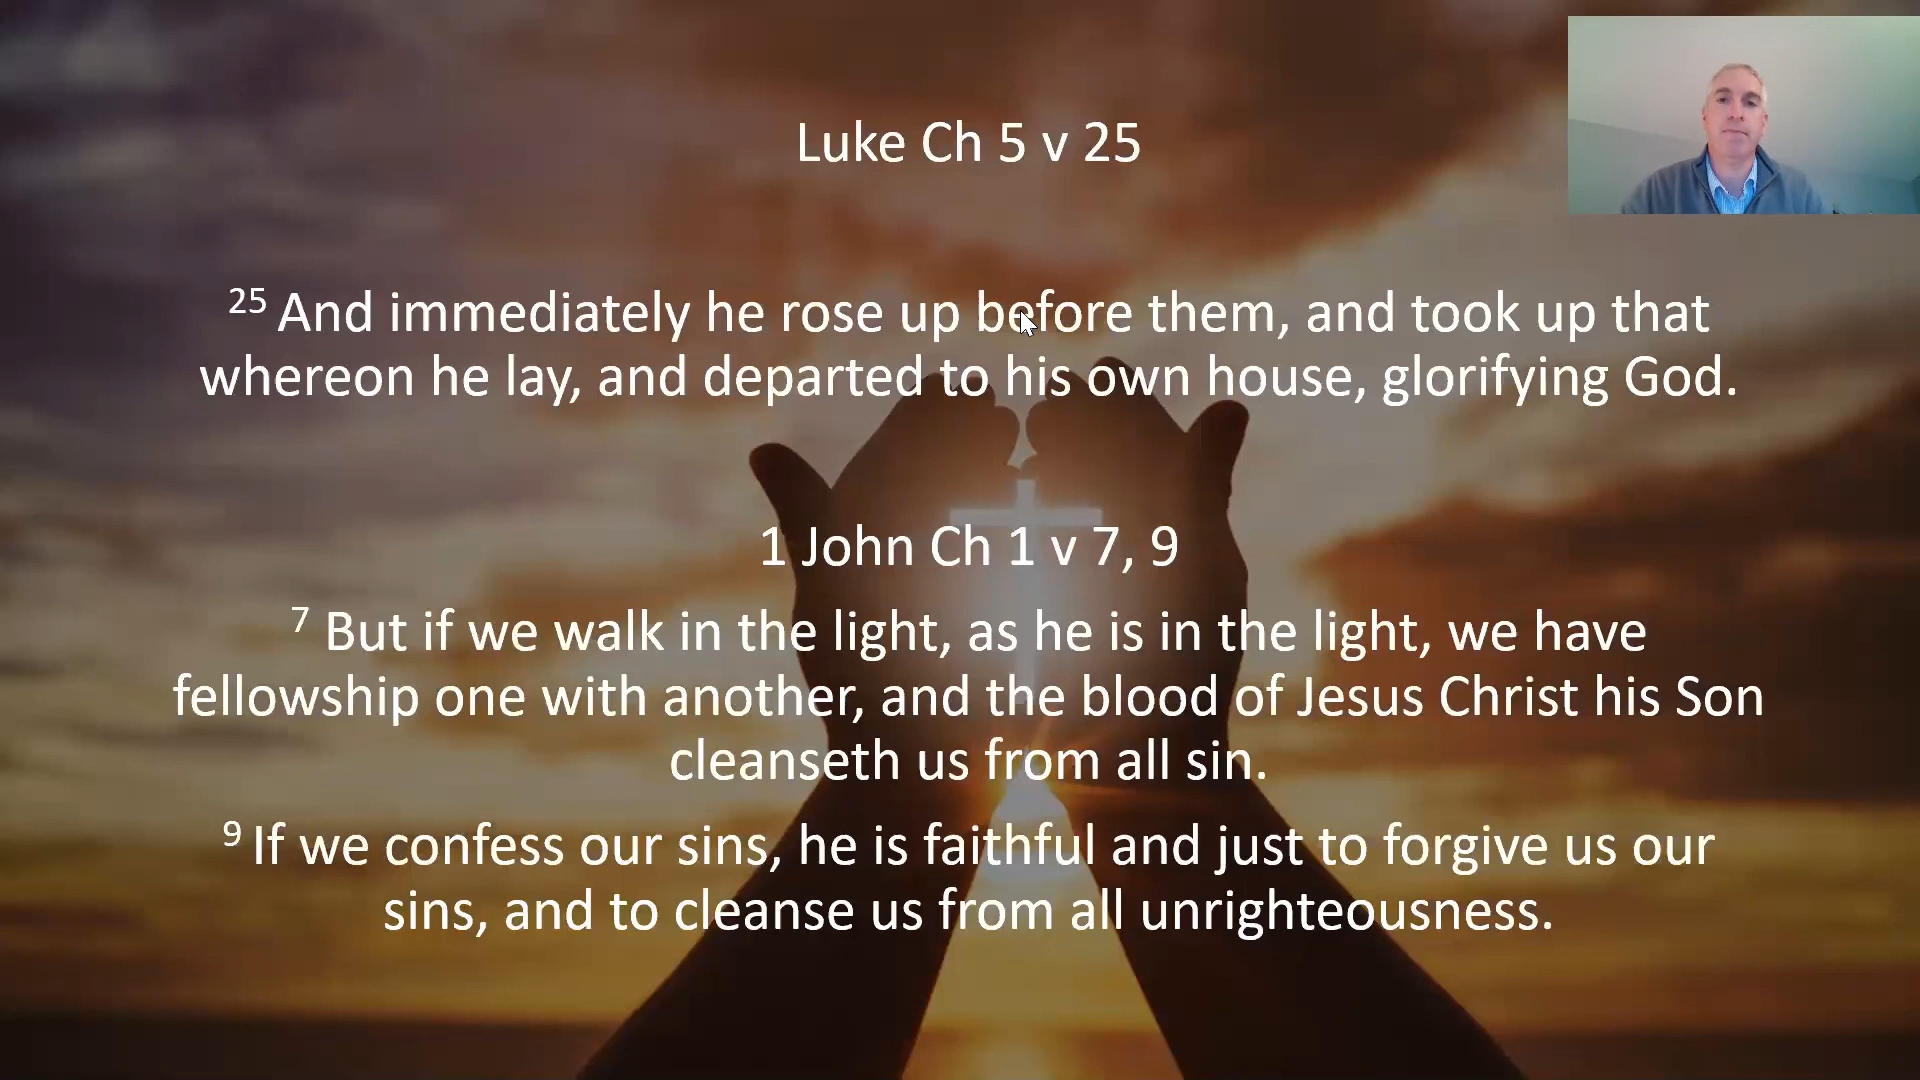 Luke Ch 5 v 25
25 And immediately he rose up before them, and took up that
whereon he lay, and departed to his own house, glorifying God.
1 John Ch 1 v 7, 9
7 But if we walk in the light, as he is in the light, we have
fellowship one with another, and the blood of Jesus Christ his Son
cleanseth us from all sin.
9 If we confess our sins, he is faithful and just to forgive us our
sins, and to cleanse us from all unrighteousness.